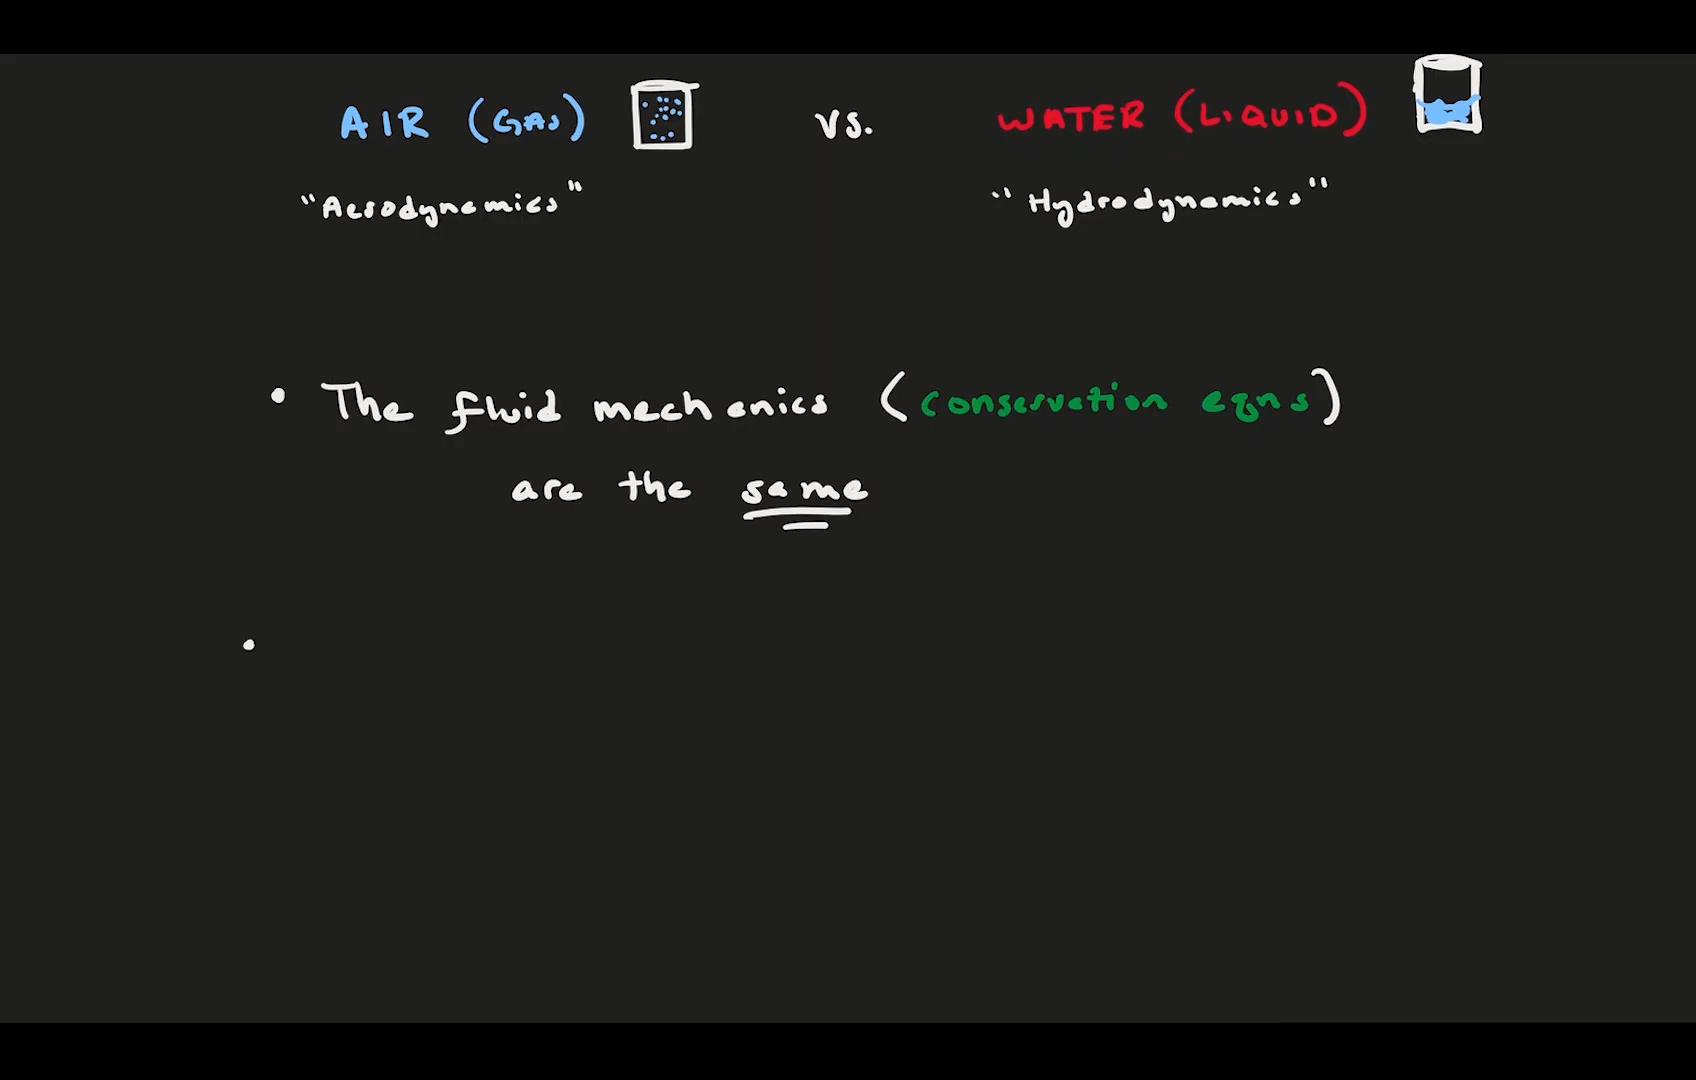 AIR (GAS) vs. WATER (LIQUID)
"Aerodynamics" "Hydrodynamics"
• The fluid mechanics (conservation eqns)
are the same
•